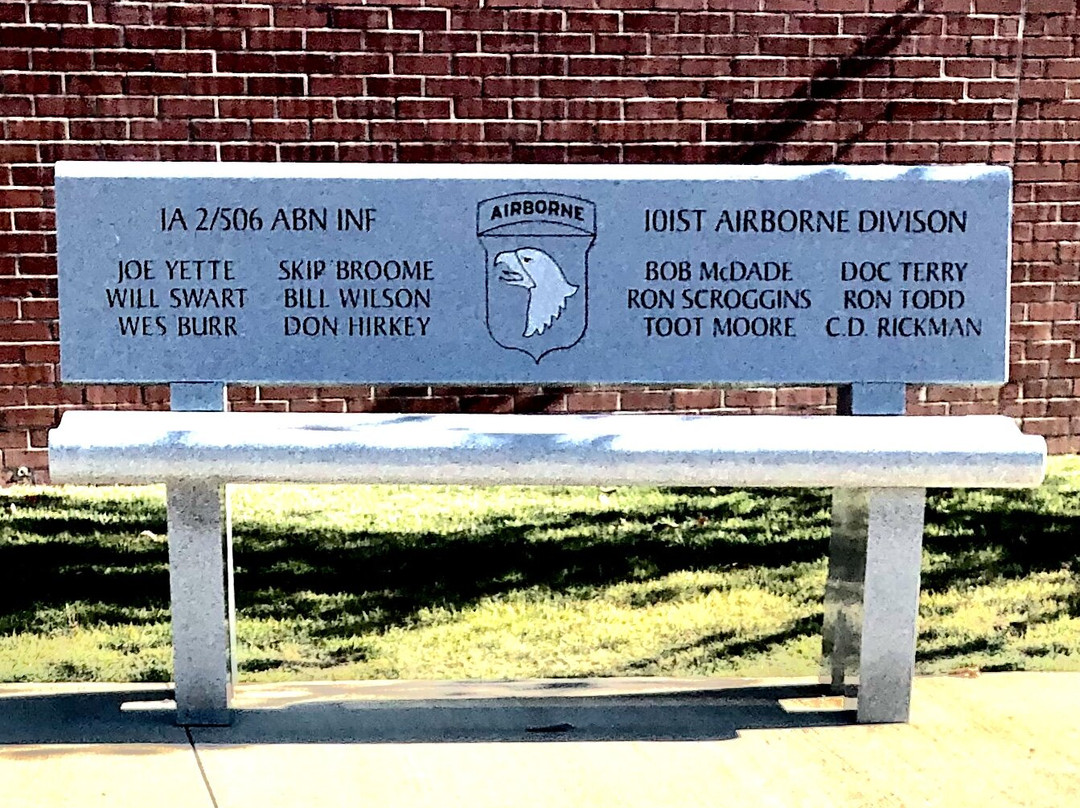 1A 2/506 ABN INF
JOE YETTE SKIP BROOME
WILL SWART BILL WILSON
WES BURR DON HIRKEY
AIRBORNE
101ST AIRBORNE DIVISON
BOB McDADE DOC TERRY
RON SCROGGINS RON TODD
TOOT MOORE C.D. RICKMAN